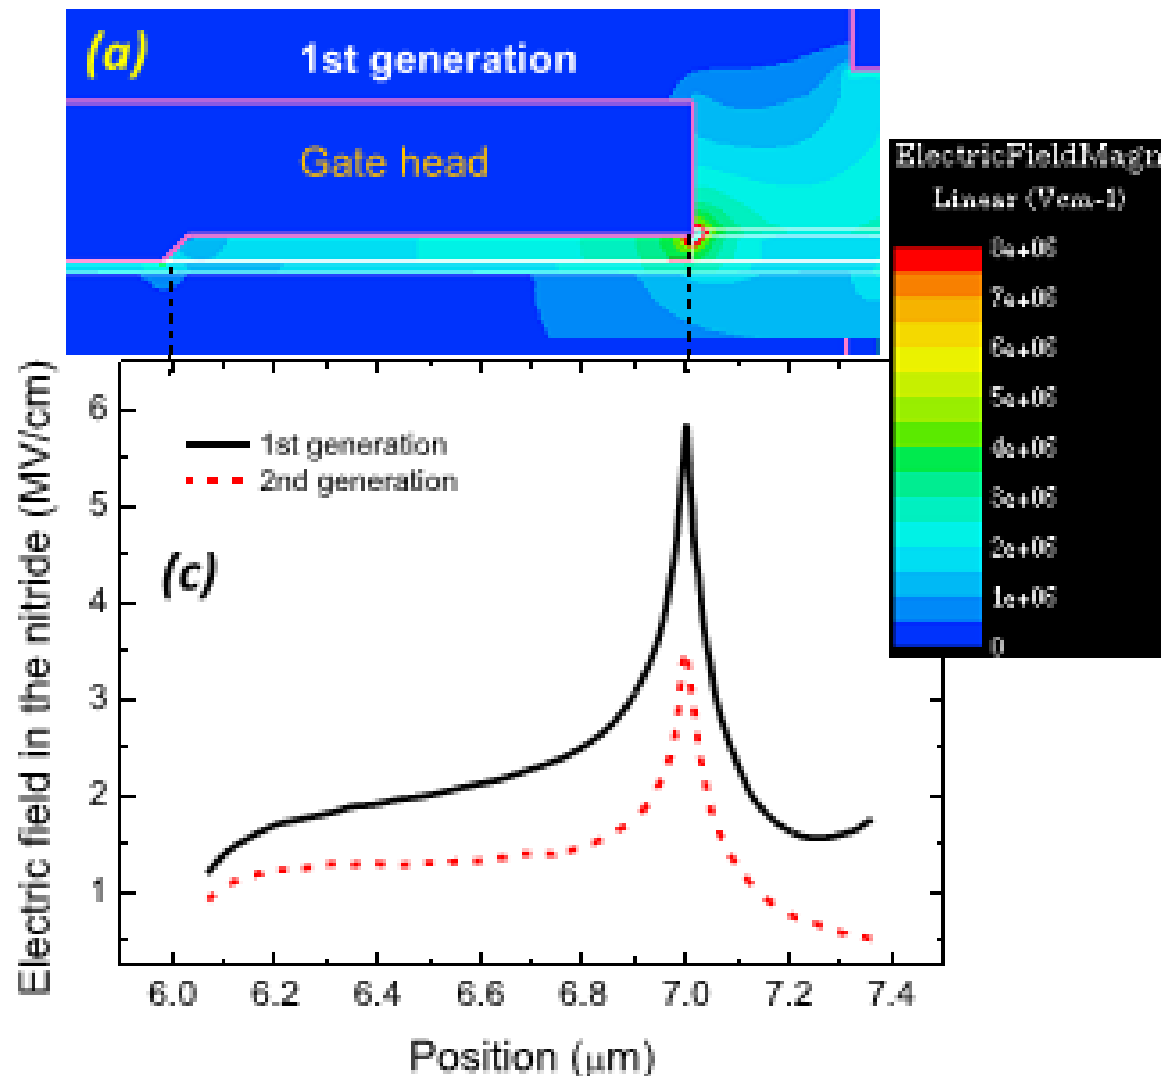 (a)
1st generation
Gate head
ElectricFieldMagn
Linear (Vcm-1)
8e+06
7e+06
6e+06
5e+06
4e+06
3e+06
2e+06
1e+06
0
Electric field in the nitride (MV/cm)
6
5
4
3
2
1
1st generation
2nd generation
(c)
6.0 6.2 6.4 6.6 6.8 7.0 7.2 7.4
Position (μm)